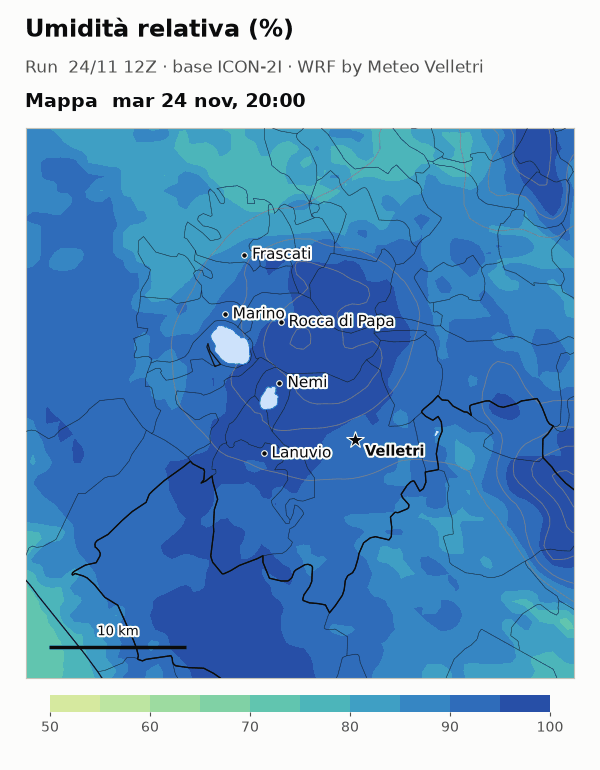 Umidità relativa (%)
Run  24/11 12Z · base ICON-2I · WRF by Meteo Velletri
Mappa  mar 24 nov, 20:00
Frascati
Marino
Rocca di Papa
Nemi
Velletri
Lanuvio
10 km
50 60 70 80 90 100